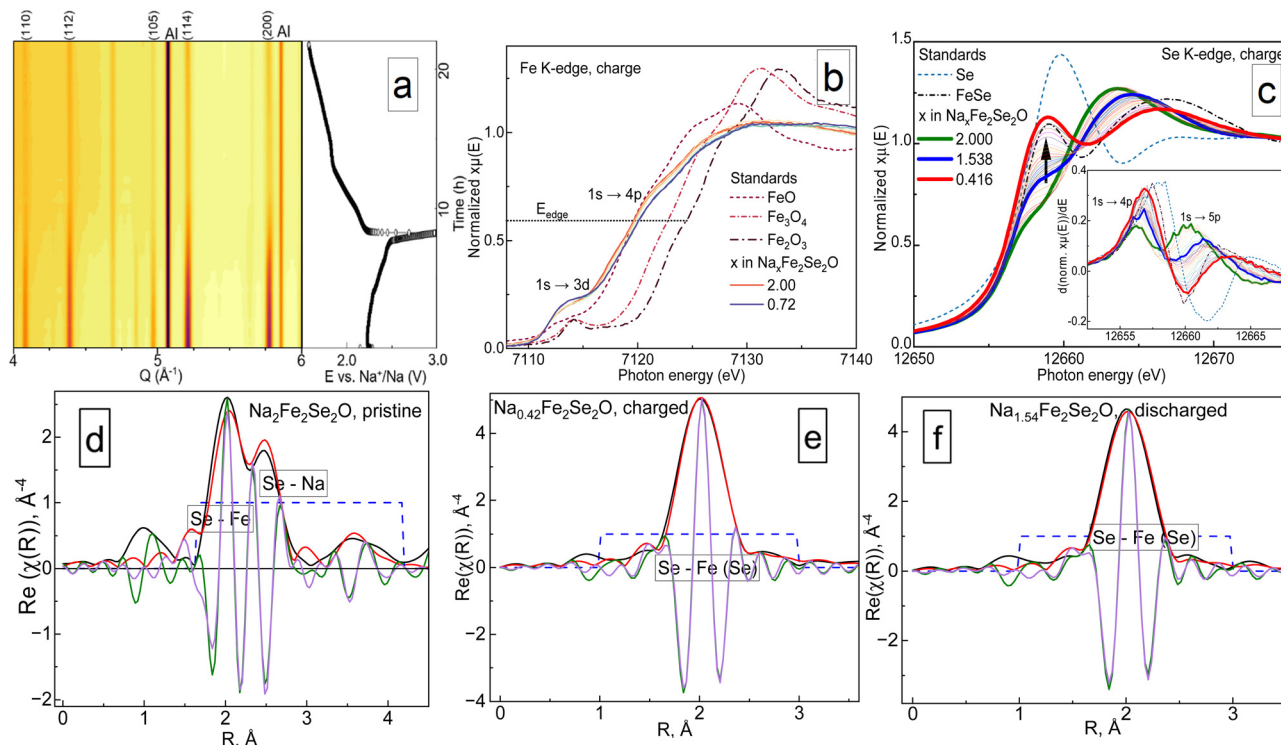 (110)
(112)
(105)
Al
(114)
(200)
Al
a
20
10
Time (h)
4
5
6
2.0
3.0
Q (Å⁻¹)
E vs. Na⁺/Na (V)
Fe K-edge, charge
b
Normalized xμ(E)
1.0
0.5
0.0
1s → 4p
E_edge
1s → 3d
Standards
FeO
Fe₃O₄
Fe₂O₃
x in NaₓFe₂Se₂O
2.00
0.72
7110
7120
7130
7140
Photon energy (eV)
Se K-edge, charge
c
Standards
Se
FeSe
x in NaₓFe₂Se₂O
2.000
1.538
0.416
Normalized xμ(E)
1.5
1.0
0.5
0.0
0.4
0.2
0.0
-0.2
d(norm. xμ(E))/dE
1s → 4p
1s → 5p
12655
12660
12665
12650
12660
12670
Photon energy (eV)
d
Na₂Fe₂Se₂O, pristine
Se - Na
Se - Fe
Re(χ(R)), Å⁻⁴
2
1
0
−1
−2
0
1
2
3
4
R, Å
Na₀.₄₂Fe₂Se₂O, charged
e
Se - Fe (Se)
Re(χ(R)), Å⁻⁴
4
2
0
−2
−4
0
1
2
3
R, Å
Na₁.₅₄Fe₂Se₂O, discharged
f
Se - Fe (Se)
Re(χ(R)), Å⁻⁴
4
2
0
−2
0
1
2
3
R, Å